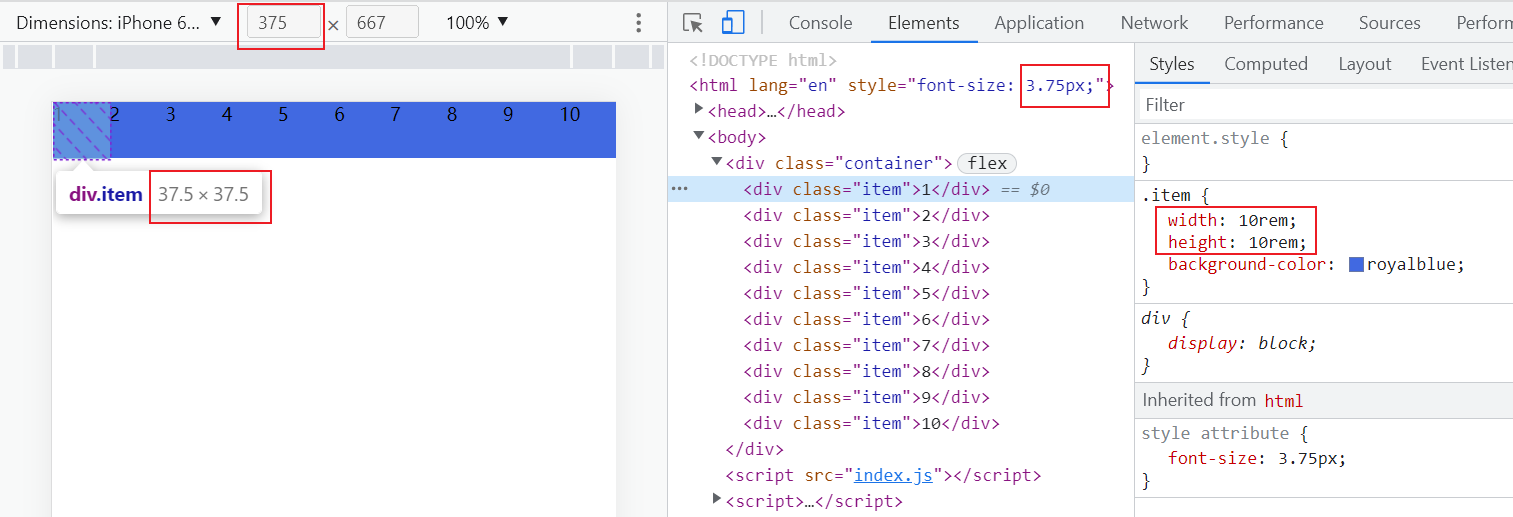 Dimensions: iPhone 6... ▼ 375 × 667 100% ▼
Console Elements Application Network Performance Sources Perform
1 2 3 4 5 6 7 8 9 10
div.item 37.5 × 37.5
<!DOCTYPE html>
<html lang="en" style="font-size: 3.75px;">
<head>…</head>
<body>
<div class="container"> flex
<div class="item">1</div> == $0
<div class="item">2</div>
<div class="item">3</div>
<div class="item">4</div>
<div class="item">5</div>
<div class="item">6</div>
<div class="item">7</div>
<div class="item">8</div>
<div class="item">9</div>
<div class="item">10</div>
</div>
<script src="index.js"></script>
<script>…</script>
Styles Computed Layout Event Listen
Filter
element.style {
}
.item {
width: 10rem;
height: 10rem;
background-color: royalblue;
}
div {
display: block;
}
Inherited from html
style attribute {
font-size: 3.75px;
}